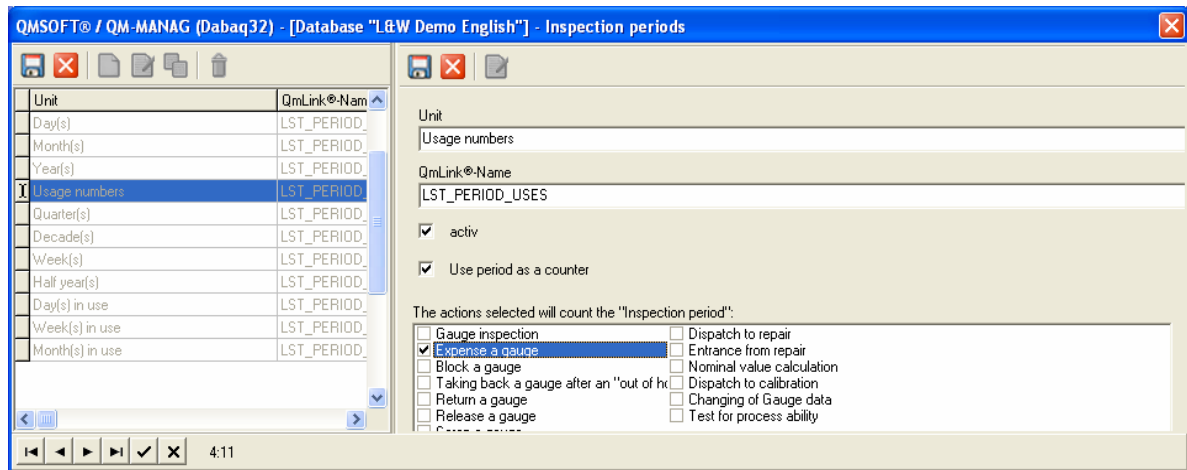 QMSOFT® / QM-MANAG (Dabaq32) - [Database "L&W Demo English"] - Inspection periods
Unit QmLink®-Nam
Day(s) LST_PERIOD_
Month(s) LST_PERIOD_
Year(s) LST_PERIOD_
Usage numbers LST_PERIOD_
Quarter(s) LST_PERIOD_
Decade(s) LST_PERIOD_
Week(s) LST_PERIOD_
Half year(s) LST_PERIOD_
Day(s) in use LST_PERIOD_
Week(s) in use LST_PERIOD_
Month(s) in use LST_PERIOD_
4:11
Unit
Usage numbers
QmLink®-Name
LST_PERIOD_USES
activ
Use period as a counter
The actions selected will count the "Inspection period":
Gauge inspection
Expense a gauge
Block a gauge
Taking back a gauge after an "out of ho
Return a gauge
Release a gauge
Dispatch to repair
Entrance from repair
Nominal value calculation
Dispatch to calibration
Changing of Gauge data
Test for process ability